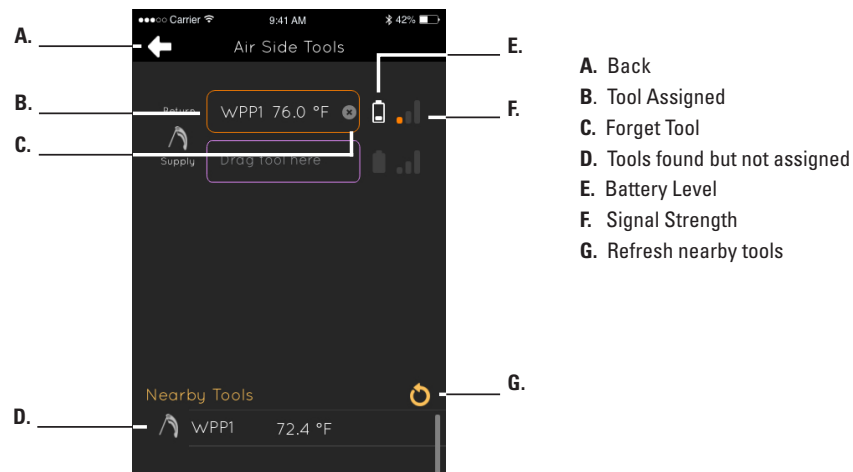 ●●●○○ Carrier 9:41 AM 42%
A.
Air Side Tools
E.
B.
Return
WPP1 76.0 °F
F.
C.
Supply
Drag tool here
Nearby Tools
G.
D.
WPP1 72.4 °F
A. Back
B. Tool Assigned
C. Forget Tool
D. Tools found but not assigned
E. Battery Level
F. Signal Strength
G. Refresh nearby tools